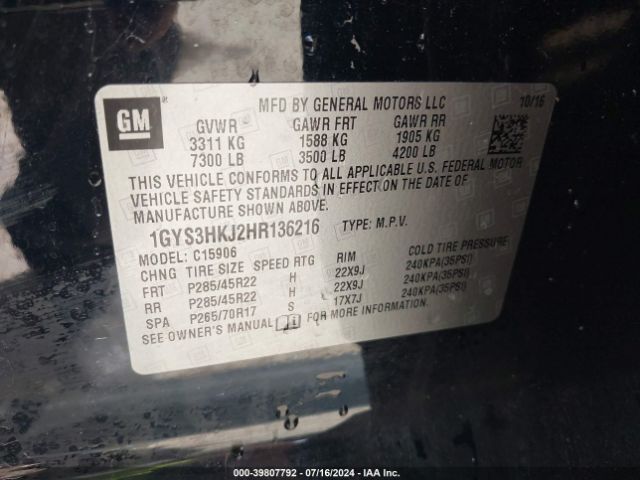 GM
MFD BY GENERAL MOTORS LLC 10/16
GVWR GAWR FRT GAWR RR
3311 KG 1588 KG 1905 KG
7300 LB 3500 LB 4200 LB
THIS VEHICLE CONFORMS TO ALL APPLICABLE U.S. FEDERAL MOTOR
VEHICLE SAFETY STANDARDS IN EFFECT ON THE DATE OF
MANUFACTURE SHOWN ABOVE.
1GYS3HKJ2HR136216 TYPE: M.P.V.
MODEL: C15906
CHNG TIRE SIZE SPEED RTG RIM COLD TIRE PRESSURE
FRT P285/45R22 H 22X9J 240KPA(35PSI)
RR P285/45R22 H 22X9J 240KPA(35PSI)
SPA P265/70R17 S 17X7J 240KPA(35PSI)
SEE OWNER'S MANUAL FOR MORE INFORMATION.
000-39807792 - 07/16/2024 - IAA Inc.